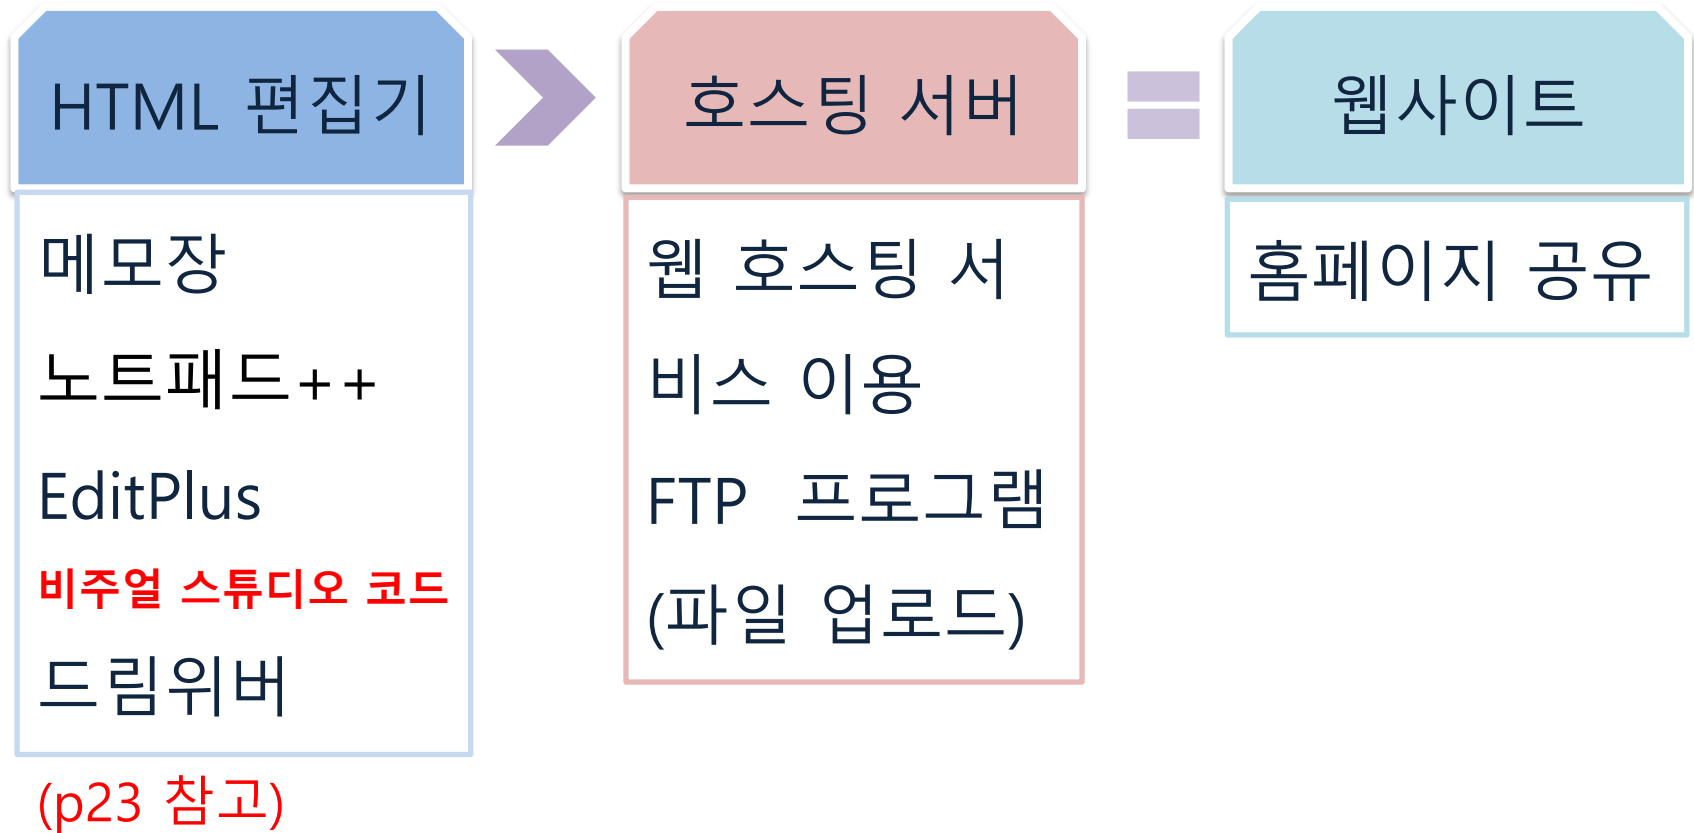 HTML 편집기
메모장
노트패드++
EditPlus
비주얼 스튜디오 코드
드림위버
(p23 참고)
호스팅 서버
웹 호스팅 서
비스 이용
FTP 프로그램
(파일 업로드)
웹사이트
홈페이지 공유